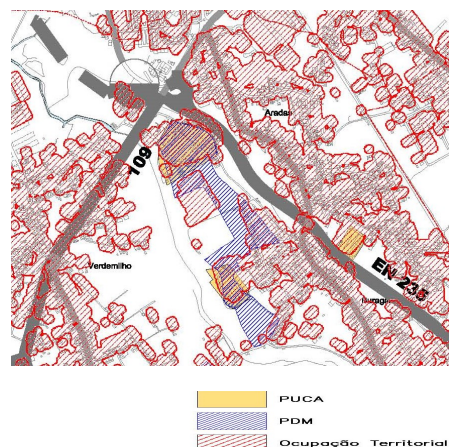 Aradas
109
Verdemilho
EN-235
PUCA
PDM
Ocupação Territorial